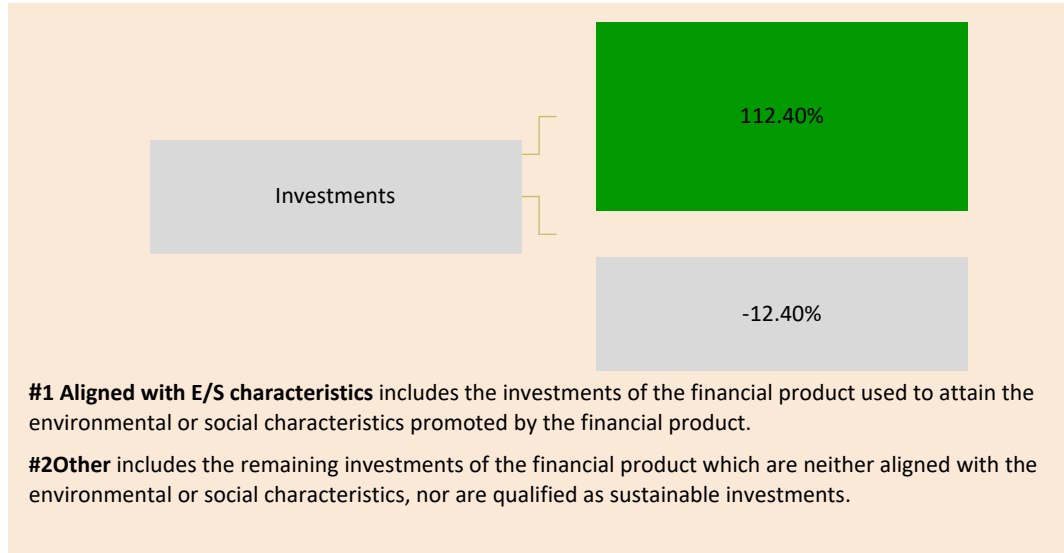 112.40%
Investments
-12.40%
#1 Aligned with E/S characteristics includes the investments of the financial product used to attain the
environmental or social characteristics promoted by the financial product.
#2Other includes the remaining investments of the financial product which are neither aligned with the
environmental or social characteristics, nor are qualified as sustainable investments.